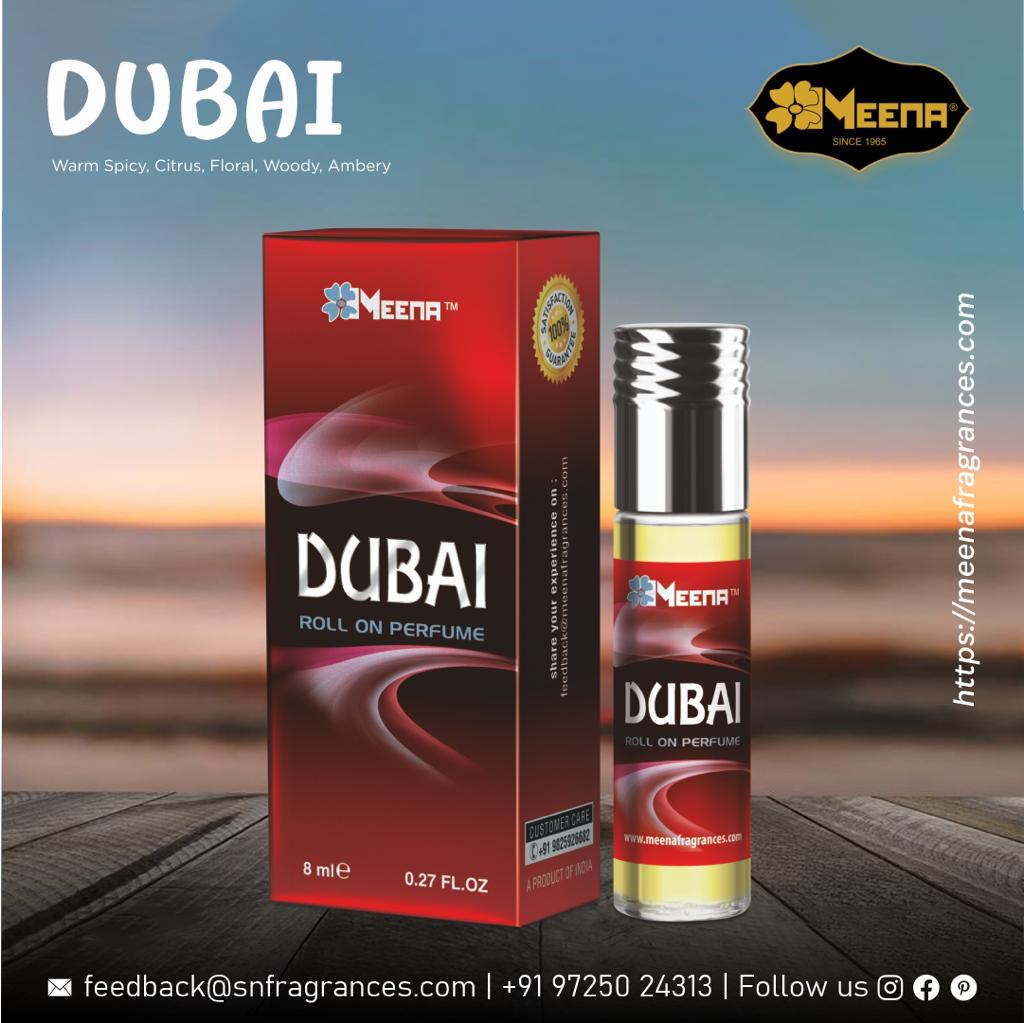 DUBAI
Warm Spicy, Citrus, Floral, Woody, Ambery
MEENA®
SINCE 1965
MEENA™
SATISFACTION
100%
GUARANTEE
share your experience on :
feedback@meenafragrances.com
DUBAI
ROLL ON PERFUME
8 ml℮
0.27 FL.OZ
CUSTOMER CARE
+91 9825926682
A PRODUCT OF INDIA
MEENA™
DUBAI
ROLL ON PERFUME
www.meenafragrances.com
https://meenafragrances.com
feedback@snfragrances.com | +91 97250 24313 | Follow us